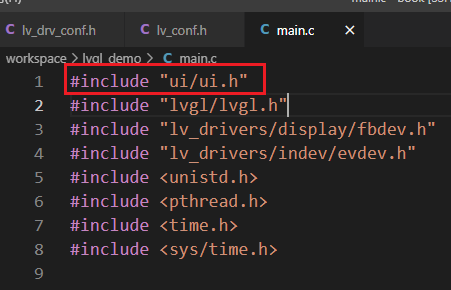 lv_drv_conf.h
lv_conf.h
main.c
workspace > lvgl_demo > main.c
1 #include "ui/ui.h"
2 #include "lvgl/lvgl.h"
3 #include "lv_drivers/display/fbdev.h"
4 #include "lv_drivers/indev/evdev.h"
5 #include <unistd.h>
6 #include <pthread.h>
7 #include <time.h>
8 #include <sys/time.h>
9